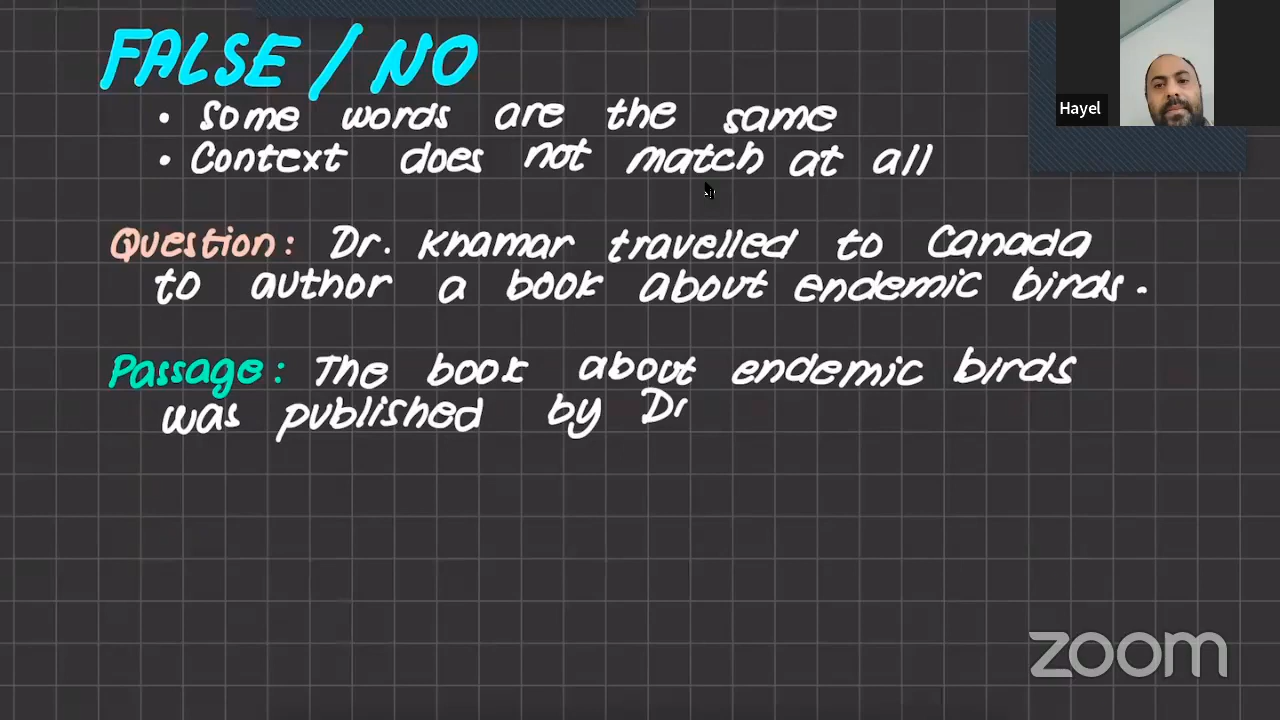 FALSE / NO
• Some words are the same
• Context does not match at all
Question: Dr. Khamar travelled to Canada
to author a book about endemic birds.
Passage: The book about endemic birds
was published by Dr
Hayel
zoom